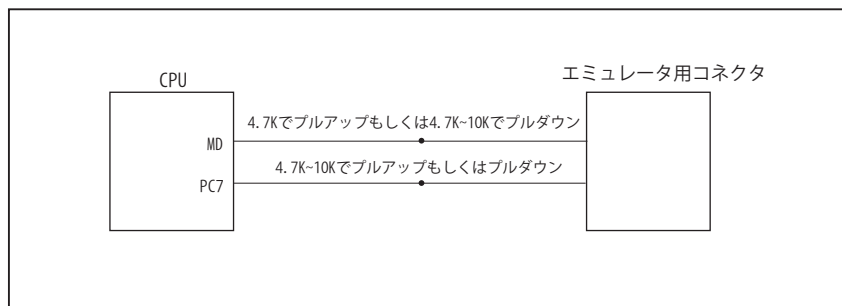 CPU
エミュレータ用コネクタ
4.7Kでプルアップもしくは4.7K~10Kでプルダウン
MD
4.7K~10Kでプルアップもしくはプルダウン
PC7